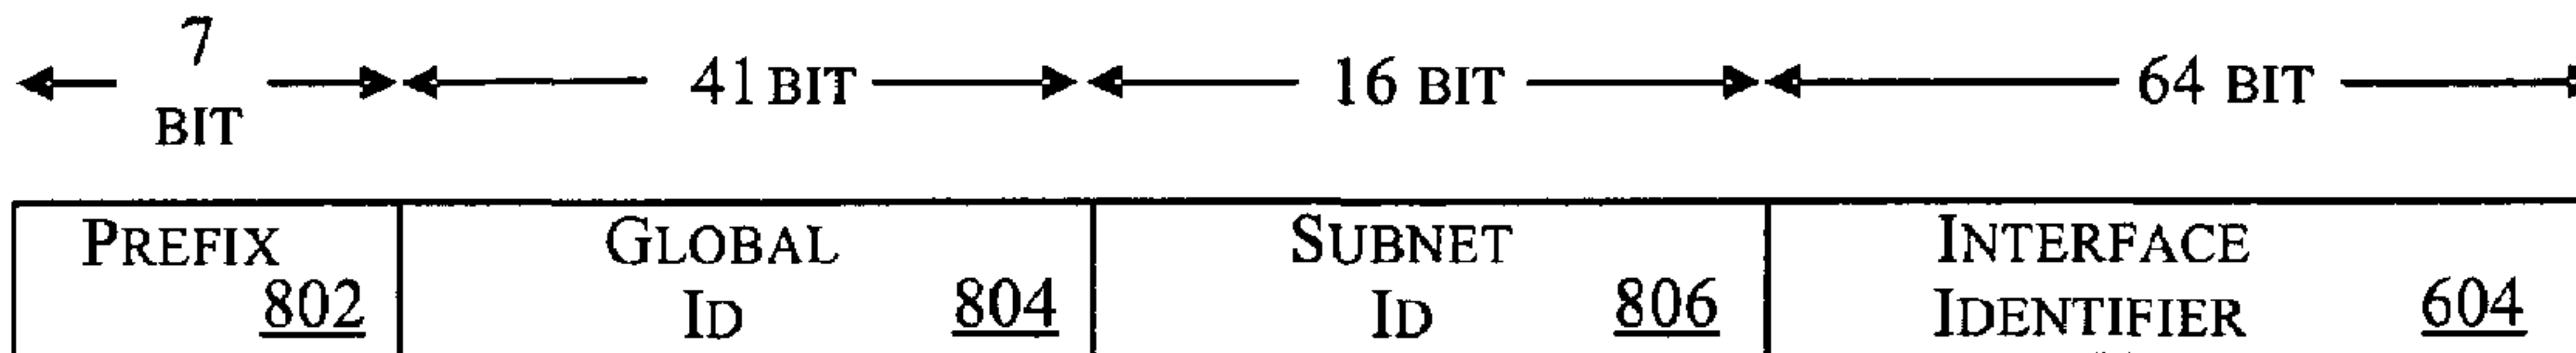 7
BIT
41 BIT
16 BIT
64 BIT
PREFIX
802
GLOBAL
ID 804
SUBNET
ID 806
INTERFACE
IDENTIFIER 604